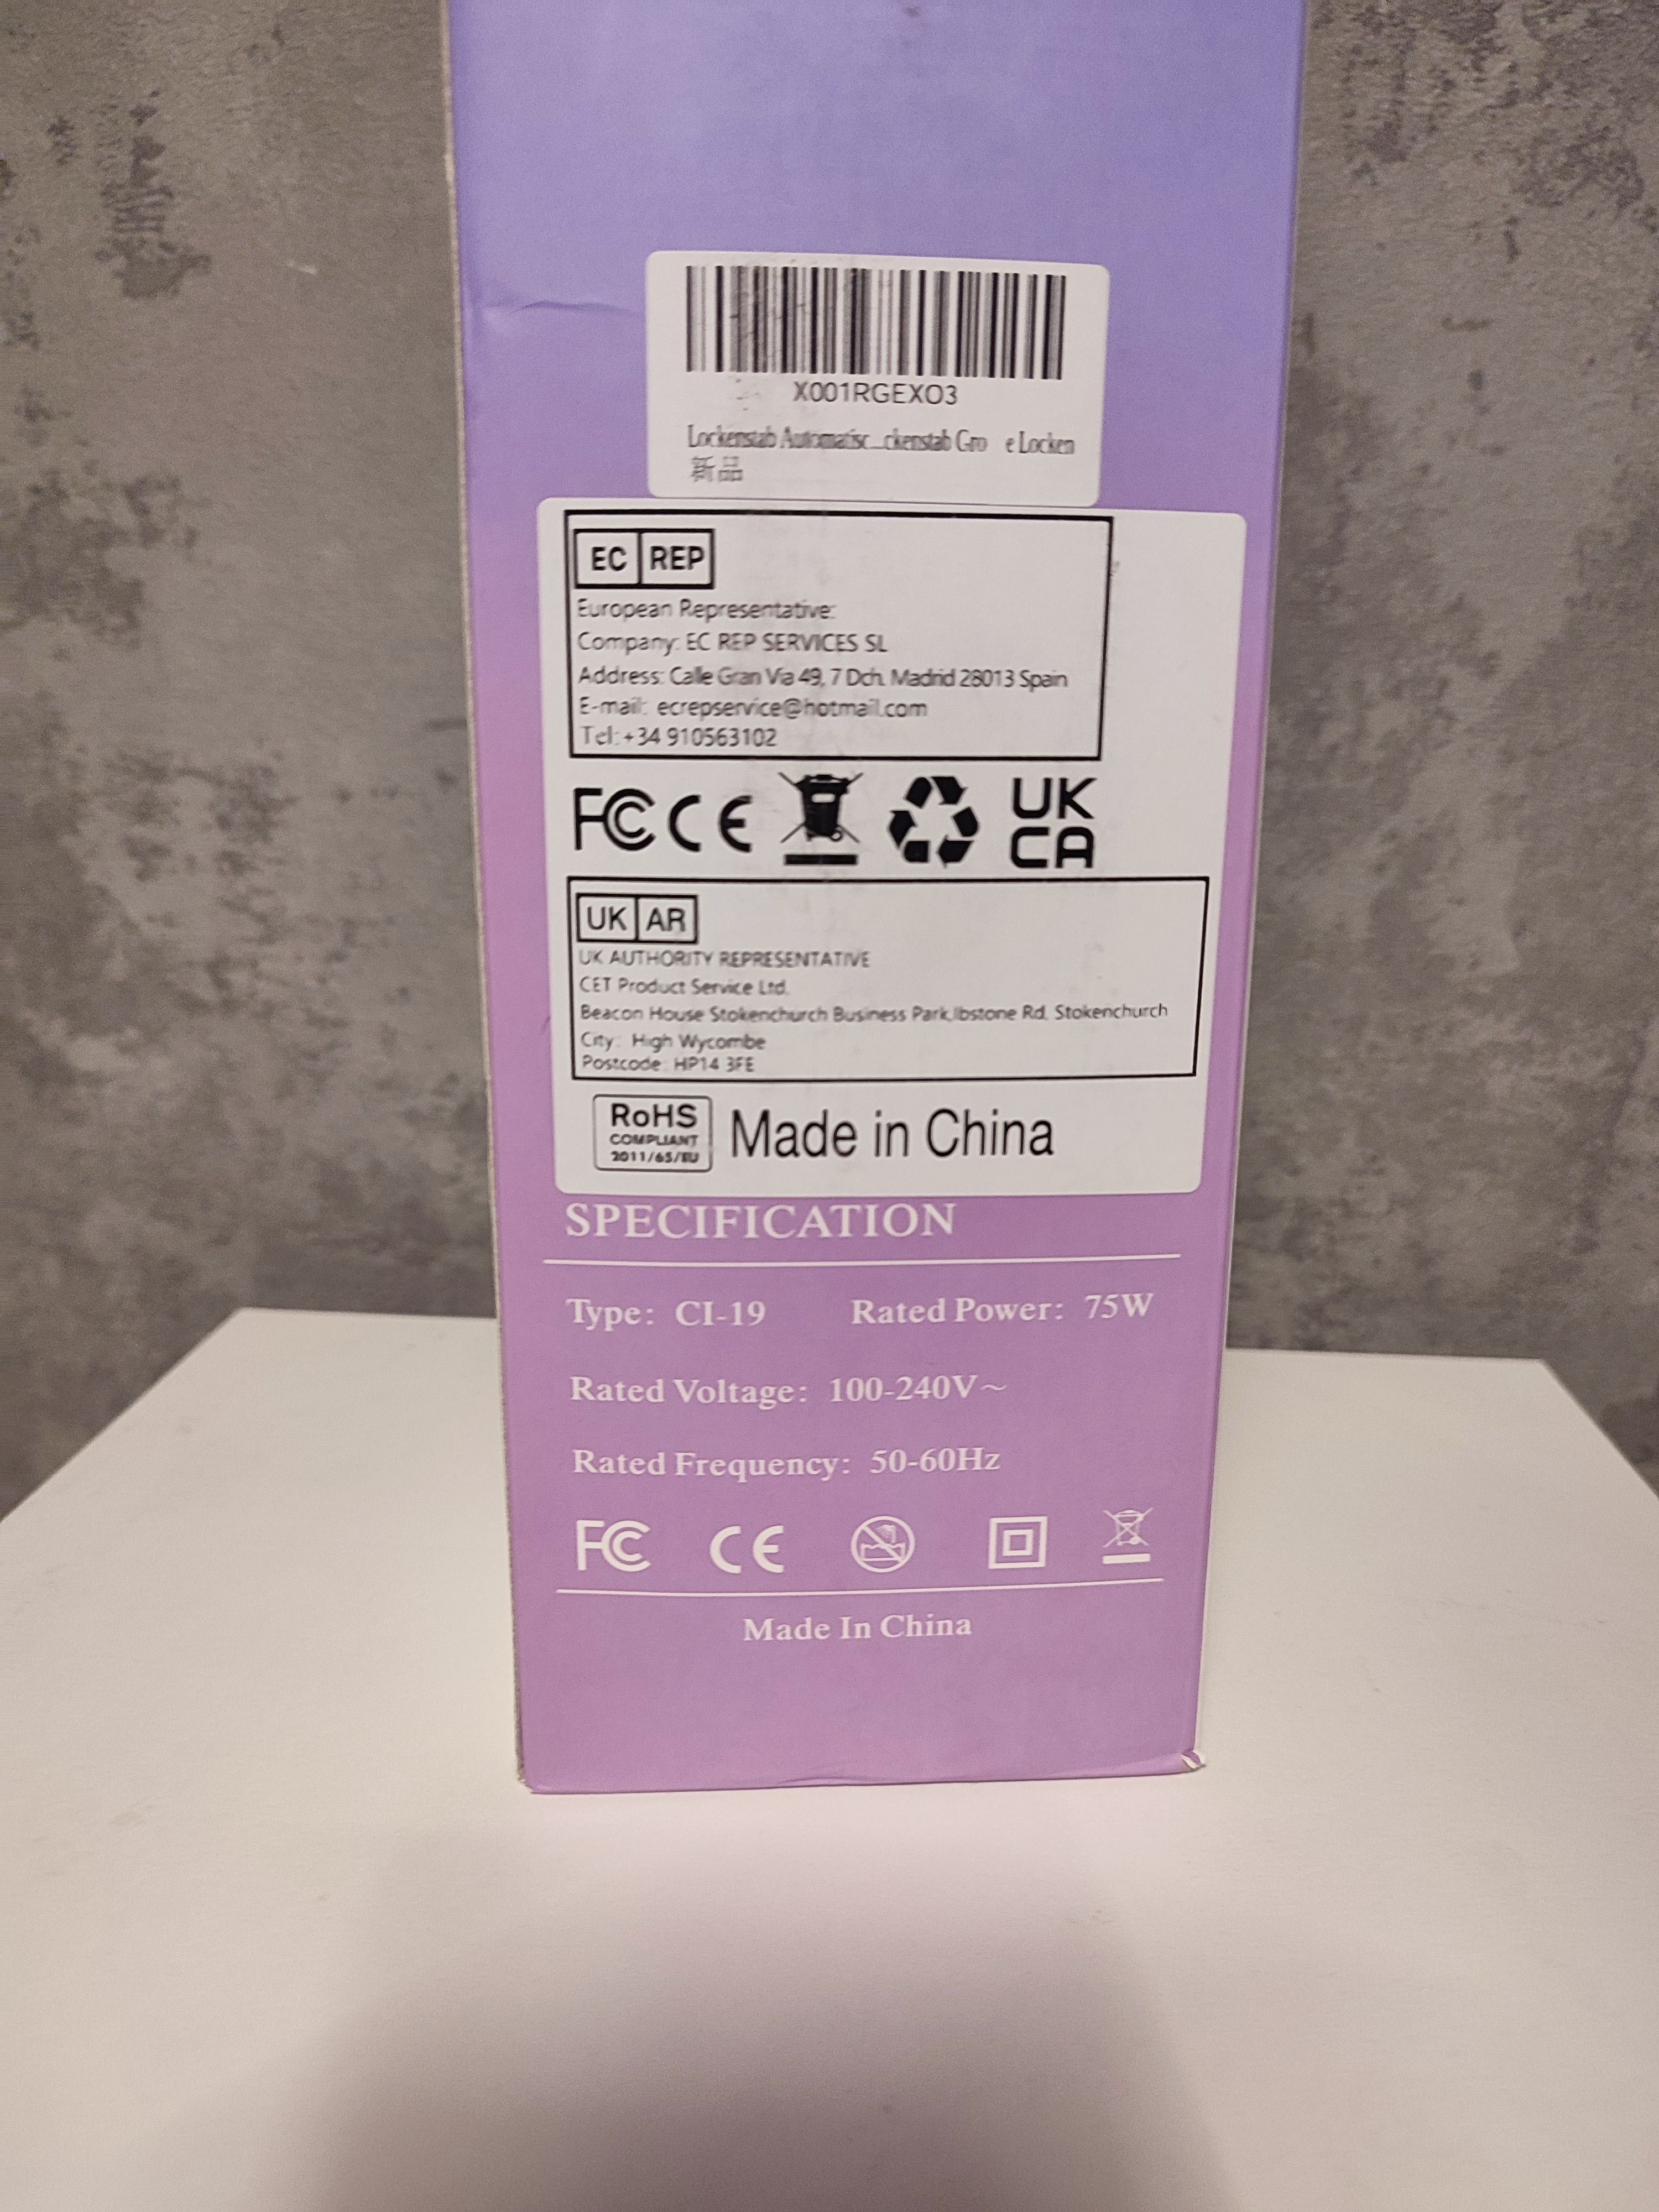 X001RGEXO3
Lockenstab Automatisc...ckenstab Gro e Locken
新品
EC REP
European Representative:
Company: EC REP SERVICES SL
Address: Calle Gran Via 49, 7 Dch. Madrid 28013 Spain
E-mail: ecrepservice@hotmail.com
Tel:+34 910563102
FC CE UK
CA
UK AR
UK AUTHORITY REPRESENTATIVE
CET Product Service Ltd.
Beacon House Stokenchurch Business Park,Ibstone Rd, Stokenchurch
City: High Wycombe
Postcode: HP14 3FE
RoHS
COMPLIANT
2011/65/EU
Made in China
SPECIFICATION
Type: CI-19 Rated Power: 75W
Rated Voltage: 100-240V~
Rated Frequency: 50-60Hz
FC CE
Made In China